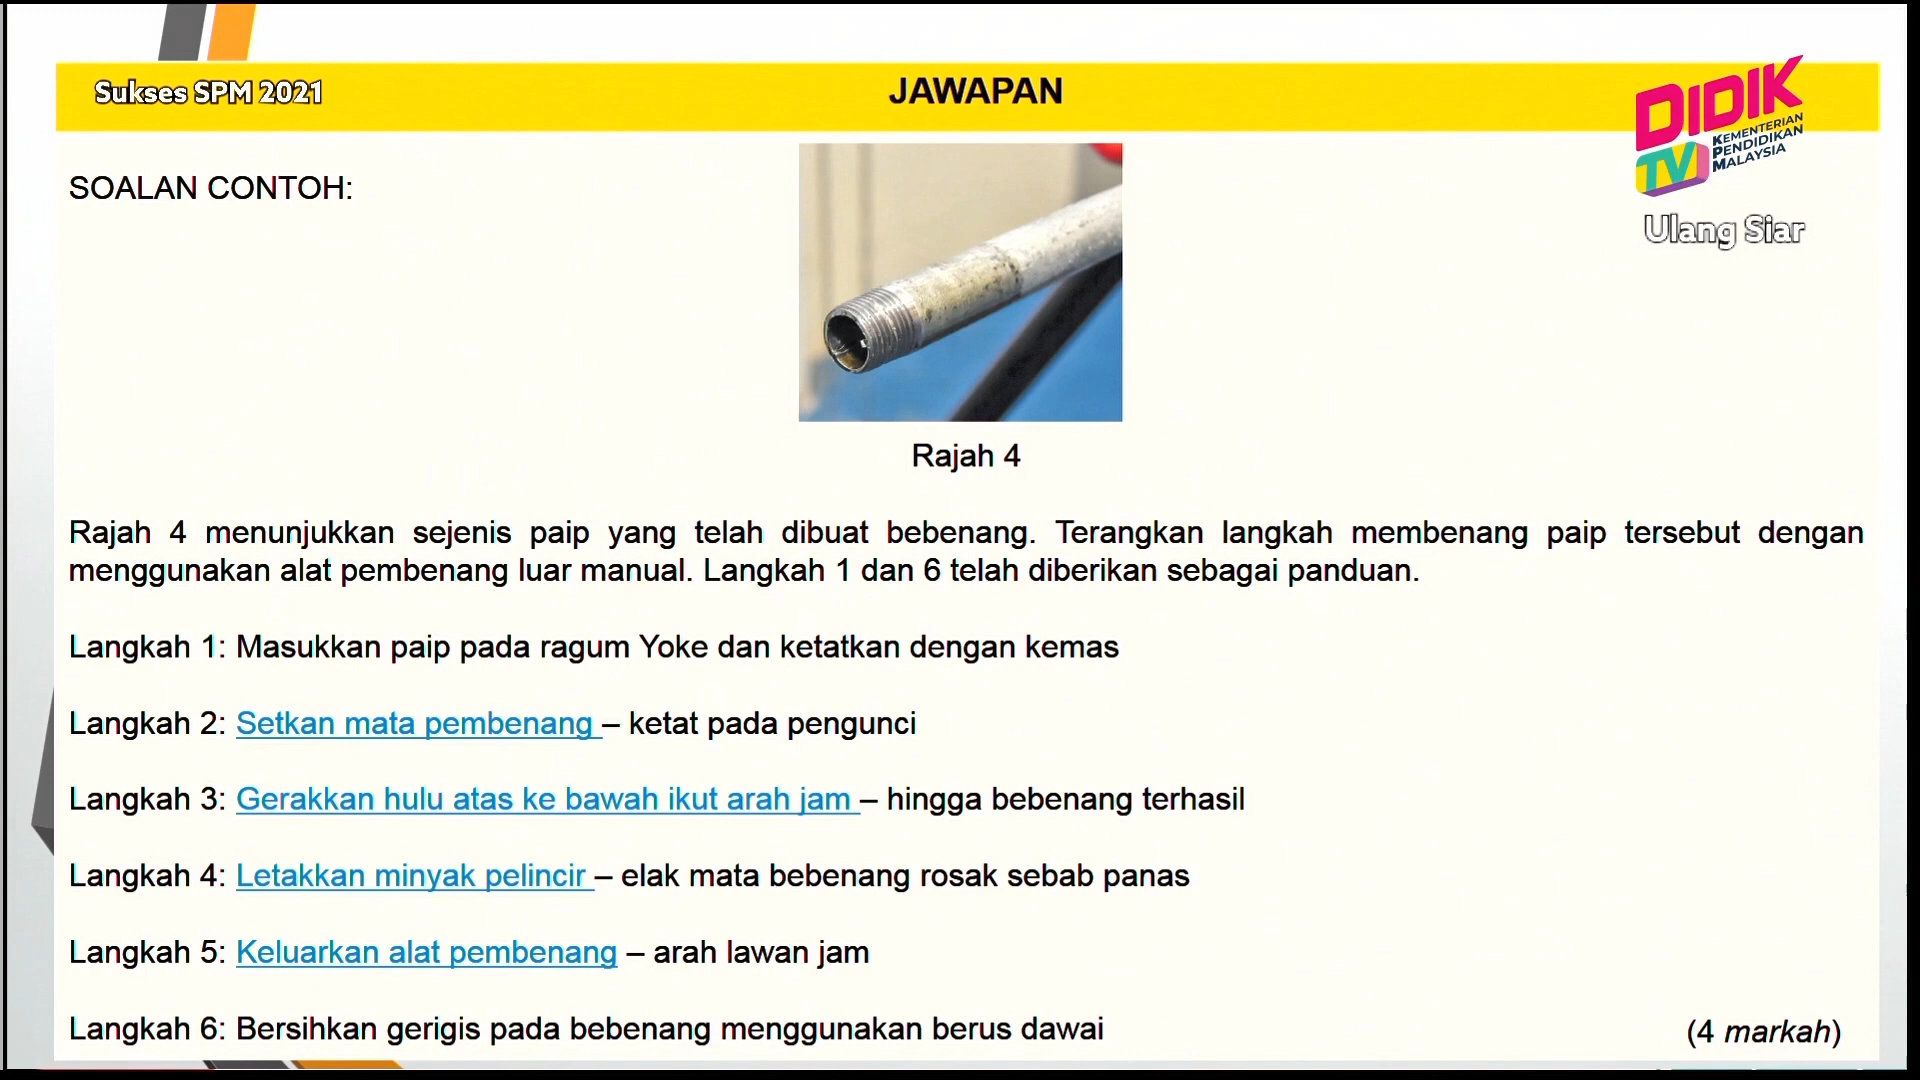 Sukses SPM 2021
JAWAPAN
DIDIK
TV
KEMENTERIAN
PENDIDIKAN
MALAYSIA
Ulang Siar
SOALAN CONTOH:
Rajah 4
Rajah 4 menunjukkan sejenis paip yang telah dibuat bebenang. Terangkan langkah membenang paip tersebut dengan
menggunakan alat pembenang luar manual. Langkah 1 dan 6 telah diberikan sebagai panduan.
Langkah 1: Masukkan paip pada ragum Yoke dan ketatkan dengan kemas
Langkah 2: Setkan mata pembenang – ketat pada pengunci
Langkah 3: Gerakkan hulu atas ke bawah ikut arah jam – hingga bebenang terhasil
Langkah 4: Letakkan minyak pelincir – elak mata bebenang rosak sebab panas
Langkah 5: Keluarkan alat pembenang – arah lawan jam
Langkah 6: Bersihkan gerigis pada bebenang menggunakan berus dawai
(4 markah)